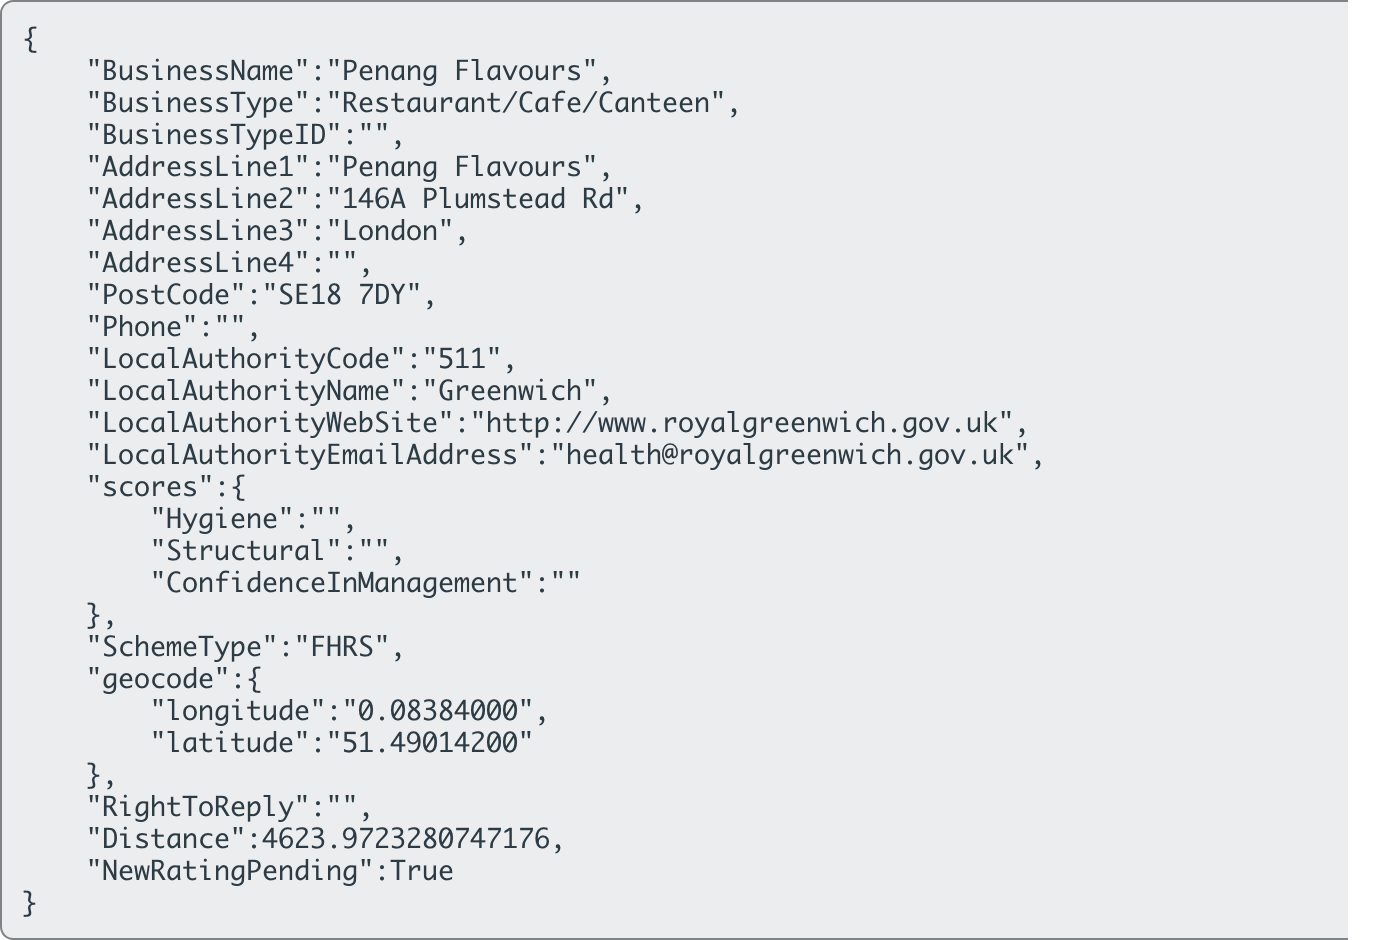 {
    "BusinessName":"Penang Flavours",
    "BusinessType":"Restaurant/Cafe/Canteen",
    "BusinessTypeID":"",
    "AddressLine1":"Penang Flavours",
    "AddressLine2":"146A Plumstead Rd",
    "AddressLine3":"London",
    "AddressLine4":"",
    "PostCode":"SE18 7DY",
    "Phone":"",
    "LocalAuthorityCode":"511",
    "LocalAuthorityName":"Greenwich",
    "LocalAuthorityWebSite":"http://www.royalgreenwich.gov.uk",
    "LocalAuthorityEmailAddress":"health@royalgreenwich.gov.uk",
    "scores":{
        "Hygiene":"",
        "Structural":"",
        "ConfidenceInManagement":""
    },
    "SchemeType":"FHRS",
    "geocode":{
        "longitude":"0.08384000",
        "latitude":"51.49014200"
    },
    "RightToReply":"",
    "Distance":4623.9723280747176,
    "NewRatingPending":True
}